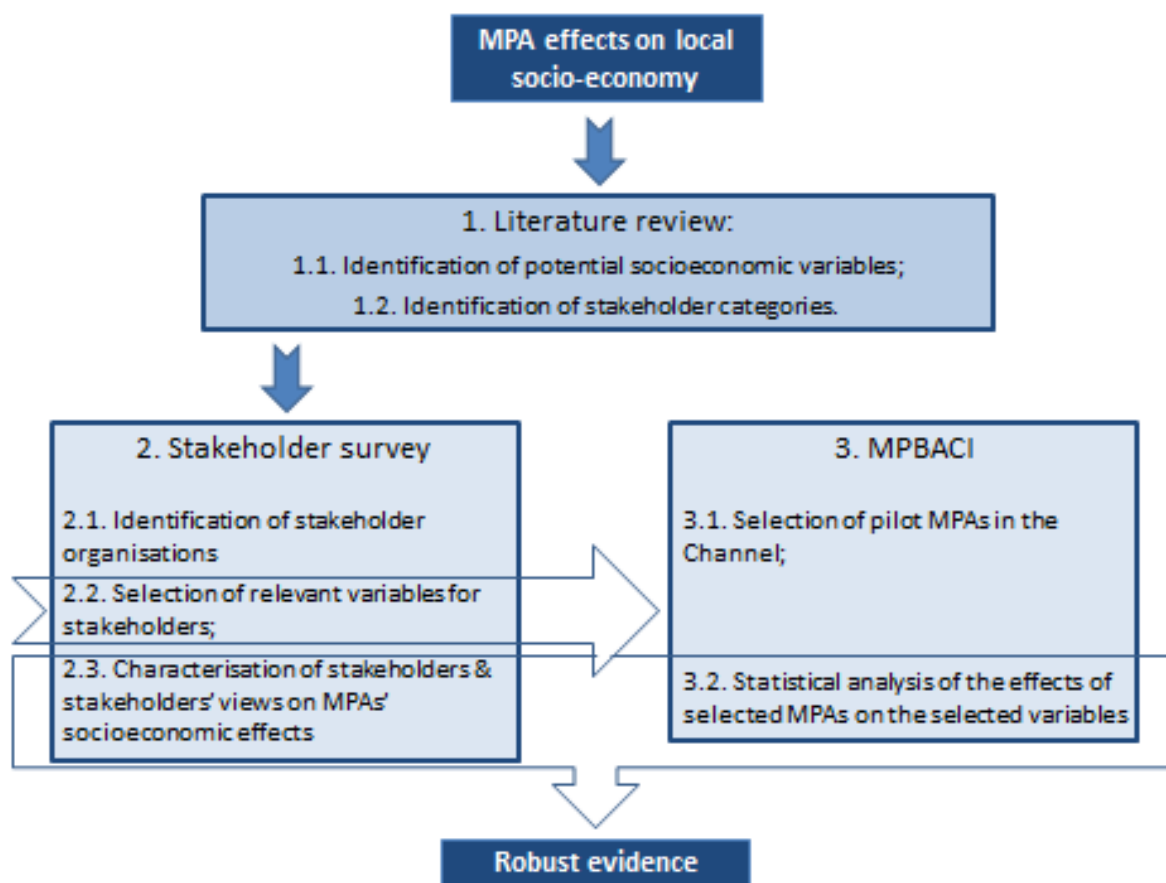 MPA effects on local
socio-economy
1. Literature review:
1.1. Identification of potential socioeconomic variables;
1.2. Identification of stakeholder categories.
2. Stakeholder survey
2.1. Identification of stakeholder
organisations
2.2. Selection of relevant variables for
stakeholders;
2.3. Characterisation of stakeholders &
stakeholders' views on MPAs'
socioeconomic effects
3. MPBACI
3.1. Selection of pilot MPAs in the
Channel;
3.2. Statistical analysis of the effects of
selected MPAs on the selected variables
Robust evidence